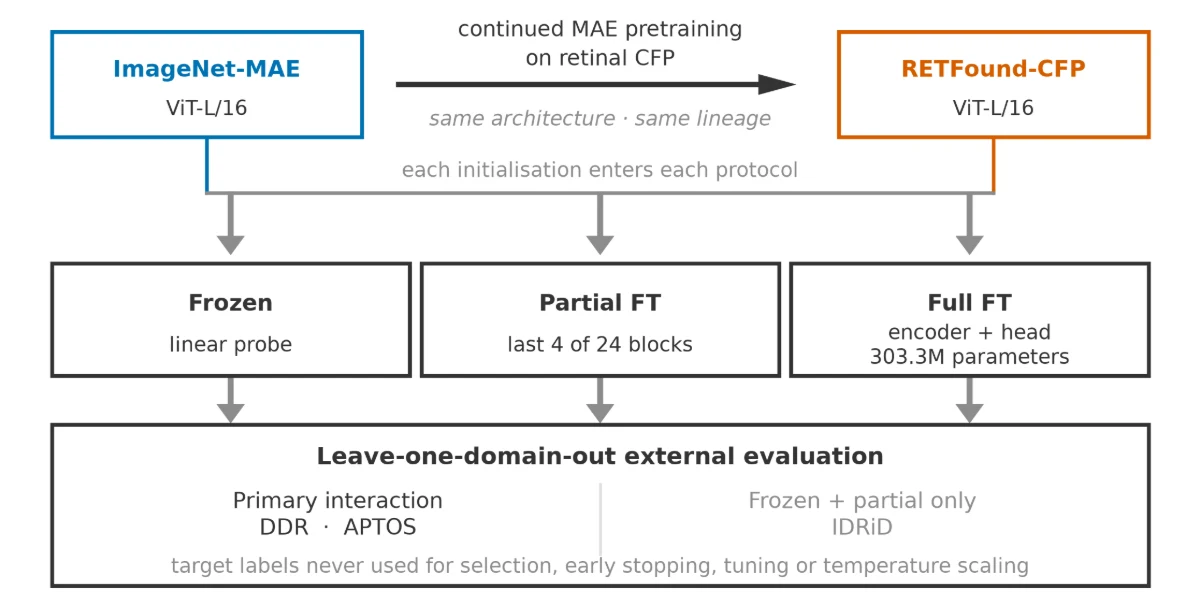 continued MAE pretraining
on retinal CFP
ImageNet-MAE
ViT-L/16
RETFound-CFP
ViT-L/16
same architecture · same lineage
each initialisation enters each protocol
Frozen
linear probe
Partial FT
last 4 of 24 blocks
Full FT
encoder + head
303.3M parameters
Leave-one-domain-out external evaluation
Primary interaction
DDR · APTOS
Frozen + partial only
IDRiD
target labels never used for selection, early stopping, tuning or temperature scaling